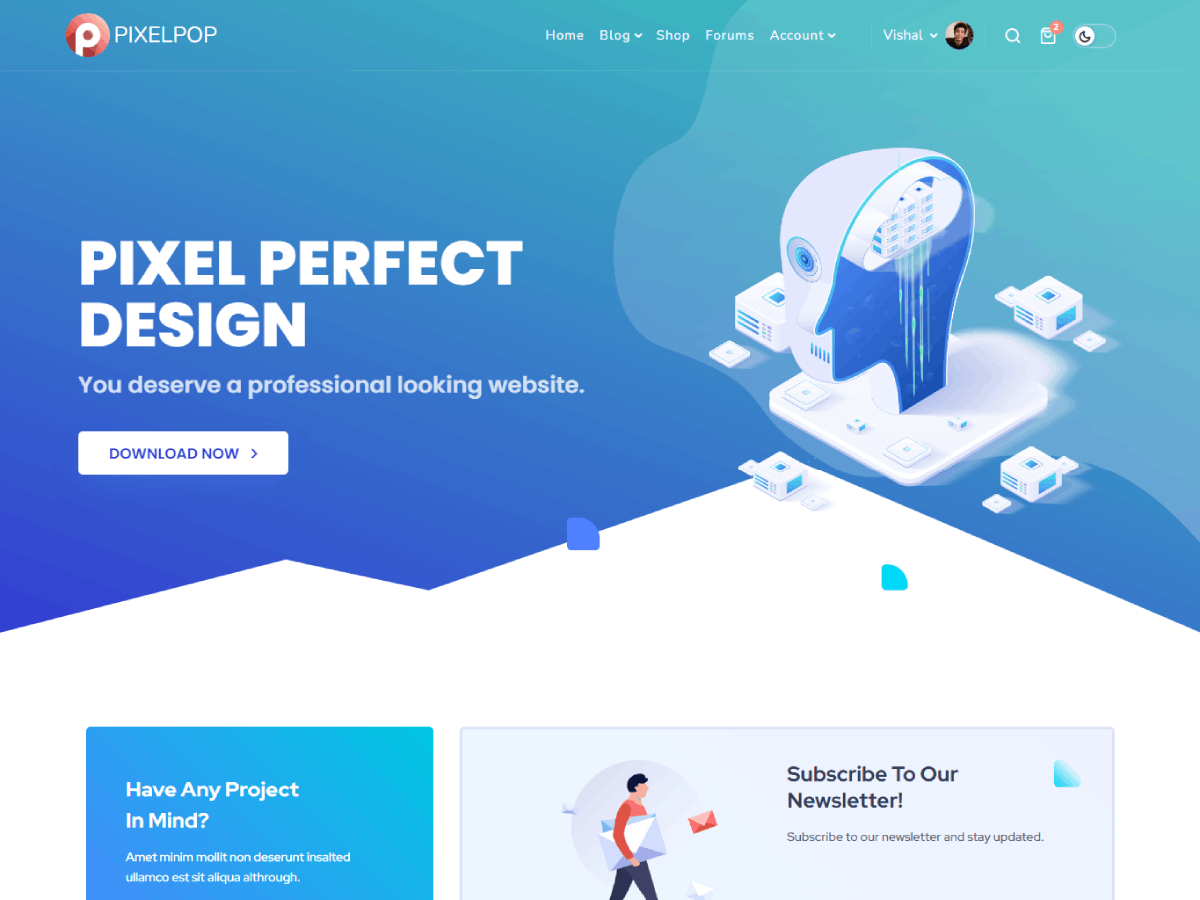 PIXELPOP
Home Blog Shop Forums Account Vishal 2
PIXEL PERFECT
DESIGN
You deserve a professional looking website.
DOWNLOAD NOW
Have Any Project
In Mind?
Amet minim mollit non deserunt insalted
ullamco est sit aliqua althrough.
Subscribe To Our
Newsletter!
Subscribe to our newsletter and stay updated.